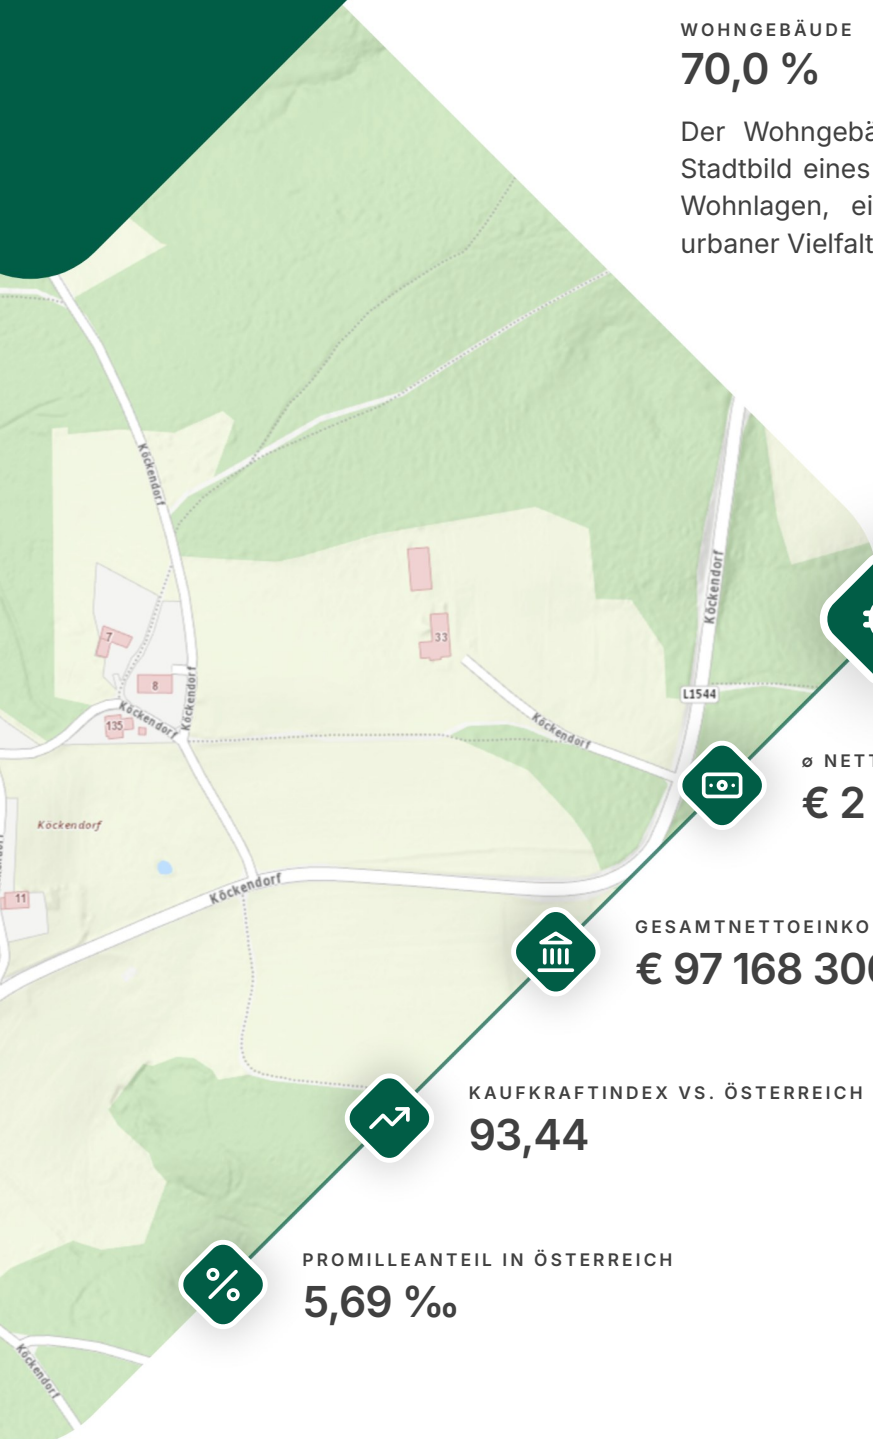 WOHNGEBÄUDE
70,0 %
Der Wohngebä
Stadtbild eines
Wohnlagen, ei
urbaner Vielfalt
Köckendorf
Köckendorf
33
7
8
Köckendorf
Köckendorf
135
L1544
Köckendorf
Ø NETT
€ 2
Köckendorf
11
Köckendorf
GESAMTNETTOEINKO
€ 97 168 30
KAUFKRAFTINDEX VS. ÖSTERREICH
93,44
PROMILLEANTEIL IN ÖSTERREICH
5,69 ‰
Köckendorf